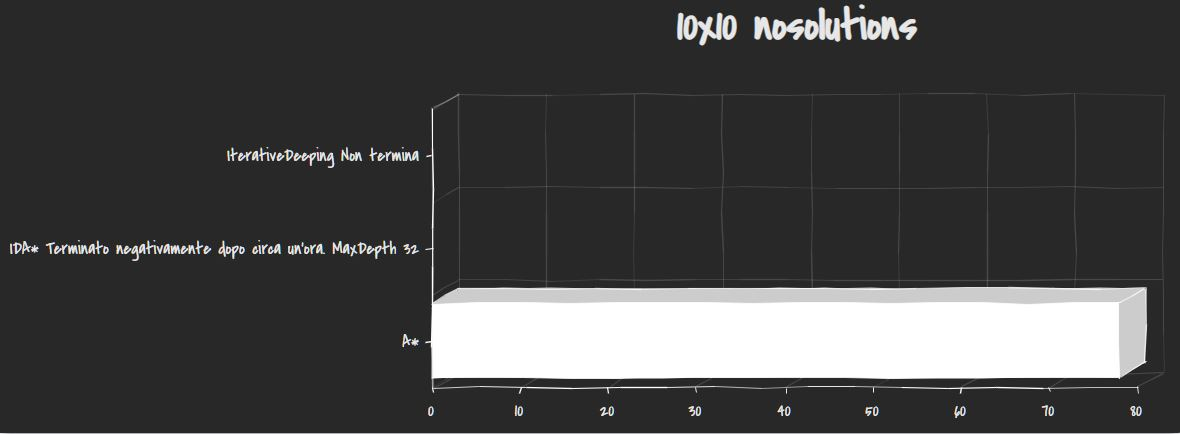 10x10 nosolutions
IterativeDeeping Non termina
IDA* Terminato negativamente dopo circa un'ora. MaxDepth 32
A*
0 10 20 30 40 50 60 70 80